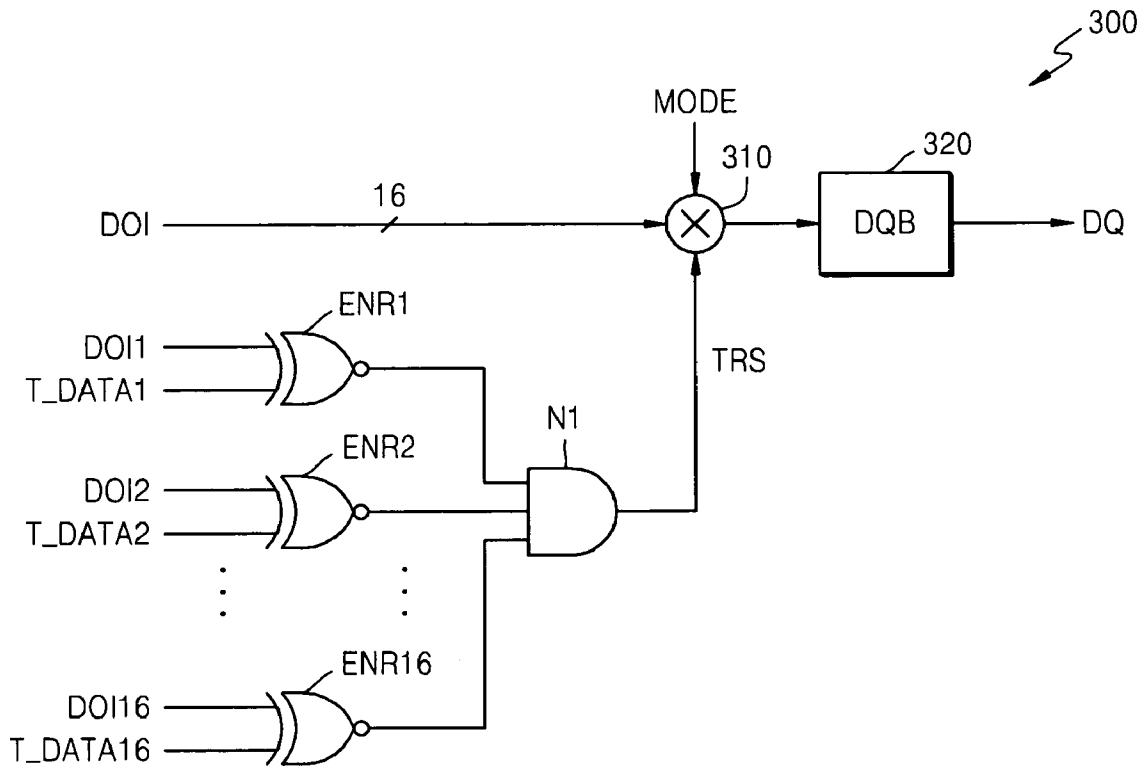 300
MODE
310
320
16
DOI
DQB
DQ
ENR1
DOI1
T_DATA1
TRS
N1
ENR2
DOI2
T_DATA2
ENR16
DOI16
T_DATA16